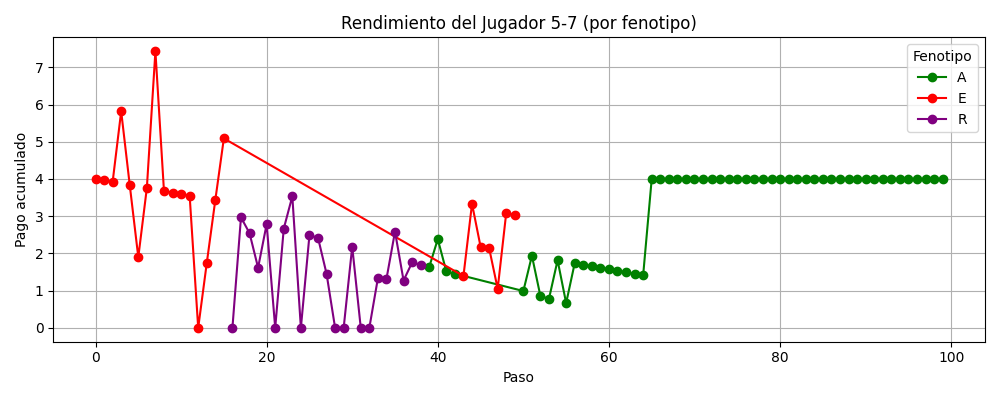 Rendimiento del Jugador 5-7 (por fenotipo)
Pago acumulado
7
6
5
4
3
2
1
0
Fenotipo
A
E
R
0 20 40 60 80 100
Paso